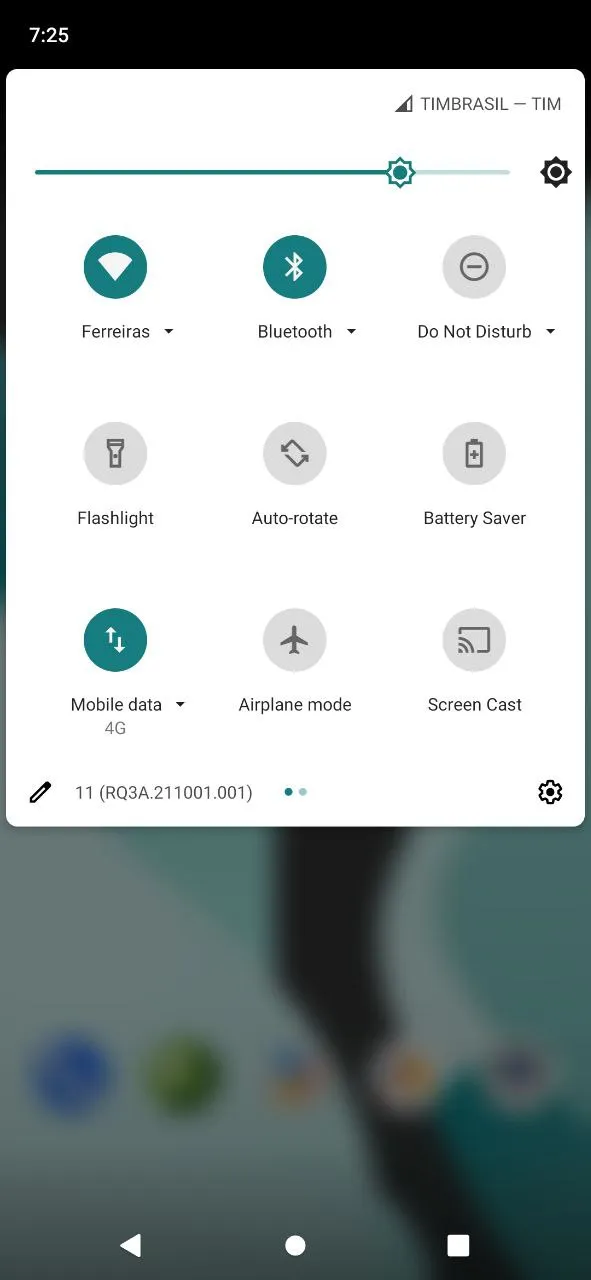 7:25
TIMBRASIL — TIM
Ferreiras
Bluetooth
Do Not Disturb
Flashlight
Auto-rotate
Battery Saver
Mobile data
4G
Airplane mode
Screen Cast
11 (RQ3A.211001.001)